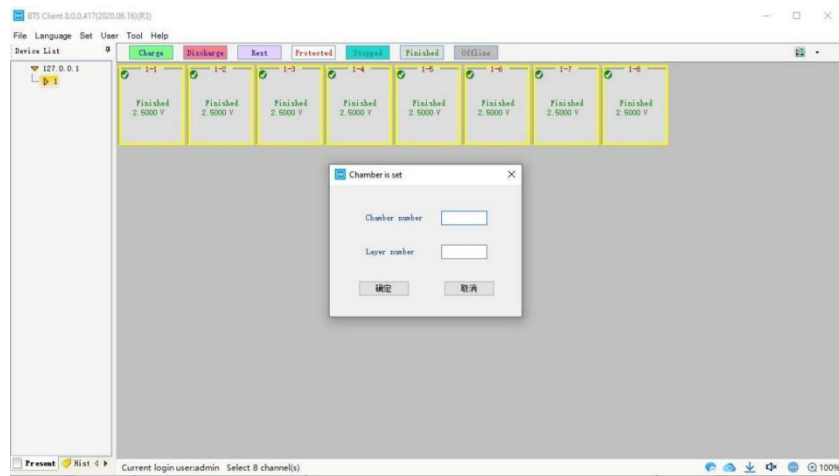 BTS Client 8.0.0.417(2020.06.16)(R3)
File Language Set User Tool Help
Device List
Charge Discharge Rest Protected Stopped Finished Offline
127.0.0.1
1
1-1 1-2 1-3 1-4 1-5 1-6 1-7 1-8
Finished Finished Finished Finished Finished Finished Finished Finished
2.5000 V 2.5000 V 2.5000 V 2.5000 V 2.5000 V 2.5000 V 2.5000 V 2.5000 V
Chamber is set
Chamber number
Layer number
确定 取消
Present Hist
Current login user:admin Select 8 channel(s)
100%